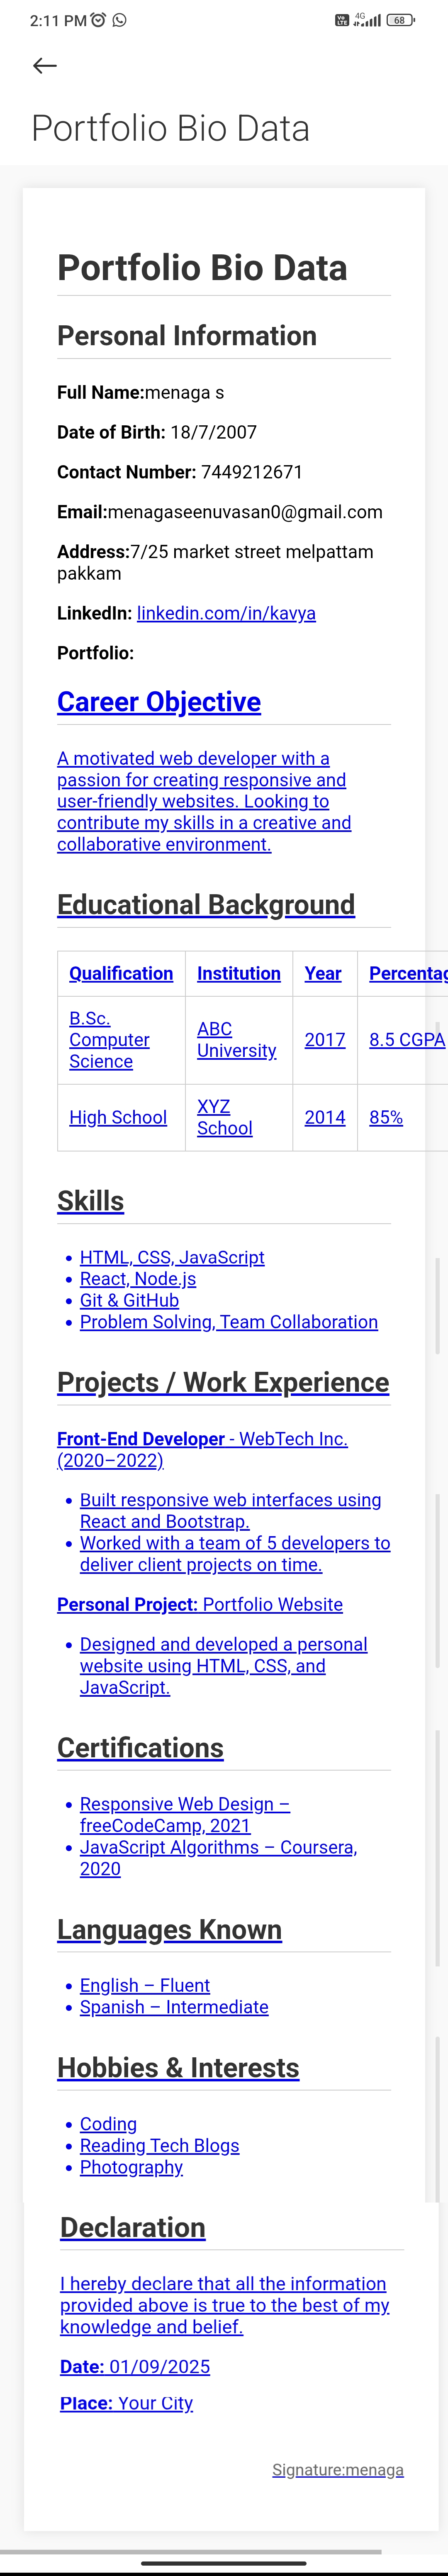 2:11 PM
Vo LTE 4G 68
Portfolio Bio Data
Portfolio Bio Data
Personal Information
Full Name:menaga s
Date of Birth: 18/7/2007
Contact Number: 7449212671
Email:menagaseenuvasan0@gmail.com
Address:7/25 market street melpattam
pakkam
LinkedIn: linkedin.com/in/kavya
Portfolio:
Career Objective
A motivated web developer with a
passion for creating responsive and
user-friendly websites. Looking to
contribute my skills in a creative and
collaborative environment.
Educational Background
Qualification Institution Year Percentag
B.Sc.
Computer
Science
ABC
University
2017
8.5 CGPA
High School
XYZ
School
2014
85%
Skills
HTML, CSS, JavaScript
React, Node.js
Git & GitHub
Problem Solving, Team Collaboration
Projects / Work Experience
Front-End Developer - WebTech Inc.
(2020–2022)
Built responsive web interfaces using
React and Bootstrap.
Worked with a team of 5 developers to
deliver client projects on time.
Personal Project: Portfolio Website
Designed and developed a personal
website using HTML, CSS, and
JavaScript.
Certifications
Responsive Web Design –
freeCodeCamp, 2021
JavaScript Algorithms – Coursera,
2020
Languages Known
English – Fluent
Spanish – Intermediate
Hobbies & Interests
Coding
Reading Tech Blogs
Photography
Declaration
I hereby declare that all the information
provided above is true to the best of my
knowledge and belief.
Date: 01/09/2025
Place: Your City
Signature:menaga